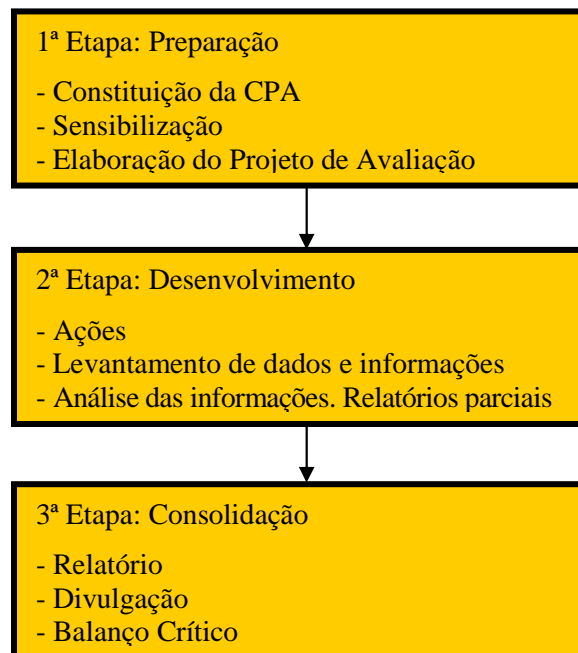 1ª Etapa: Preparação
- Constituição da CPA
- Sensibilização
- Elaboração do Projeto de Avaliação
2ª Etapa: Desenvolvimento
- Ações
- Levantamento de dados e informações
- Análise das informações. Relatórios parciais
3ª Etapa: Consolidação
- Relatório
- Divulgação
- Balanço Crítico